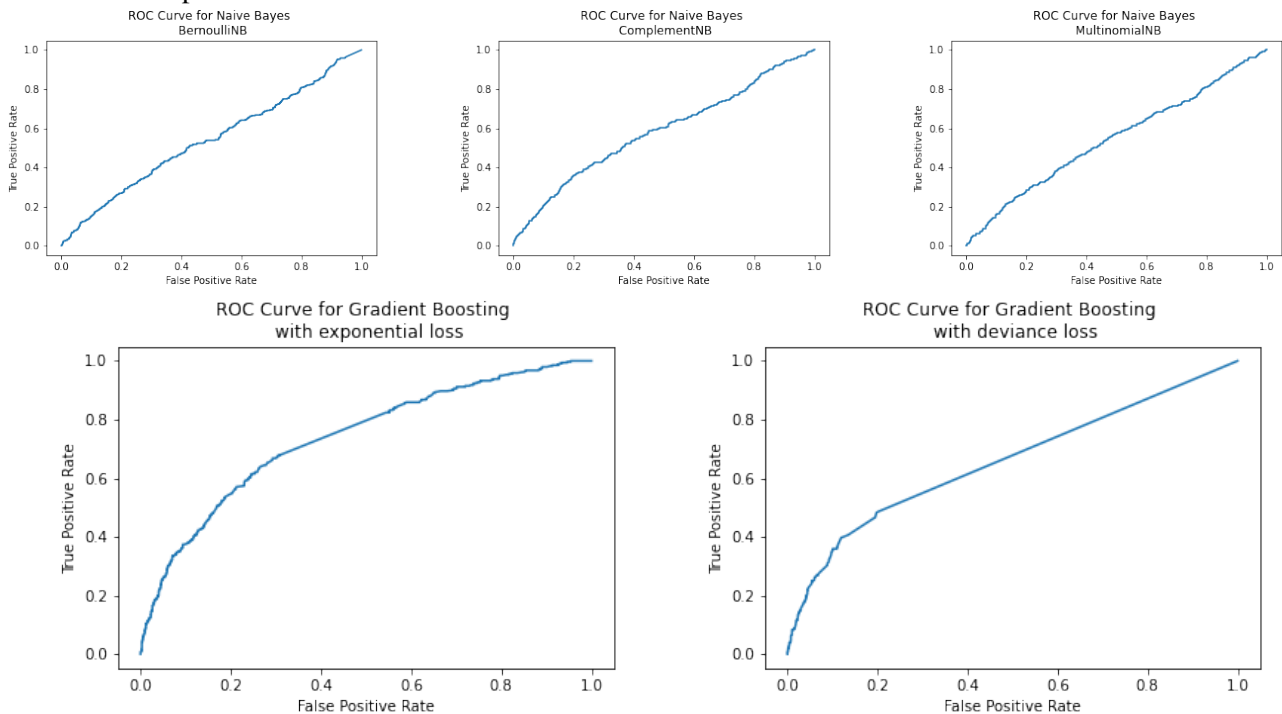 ROC Curve for Naive Bayes
BernoulliNB
True Positive Rate
1.0
0.8
0.6
0.4
0.2
0.0
0.0 0.2 0.4 0.6 0.8 1.0
False Positive Rate
ROC Curve for Naive Bayes
ComplementNB
True Positive Rate
1.0
0.8
0.6
0.4
0.2
0.0
0.0 0.2 0.4 0.6 0.8 1.0
False Positive Rate
ROC Curve for Naive Bayes
MultinomialNB
True Positive Rate
1.0
0.8
0.6
0.4
0.2
0.0
0.0 0.2 0.4 0.6 0.8 1.0
False Positive Rate
ROC Curve for Gradient Boosting
with exponential loss
True Positive Rate
1.0
0.8
0.6
0.4
0.2
0.0
0.0 0.2 0.4 0.6 0.8 1.0
False Positive Rate
ROC Curve for Gradient Boosting
with deviance loss
True Positive Rate
1.0
0.8
0.6
0.4
0.2
0.0
0.0 0.2 0.4 0.6 0.8 1.0
False Positive Rate